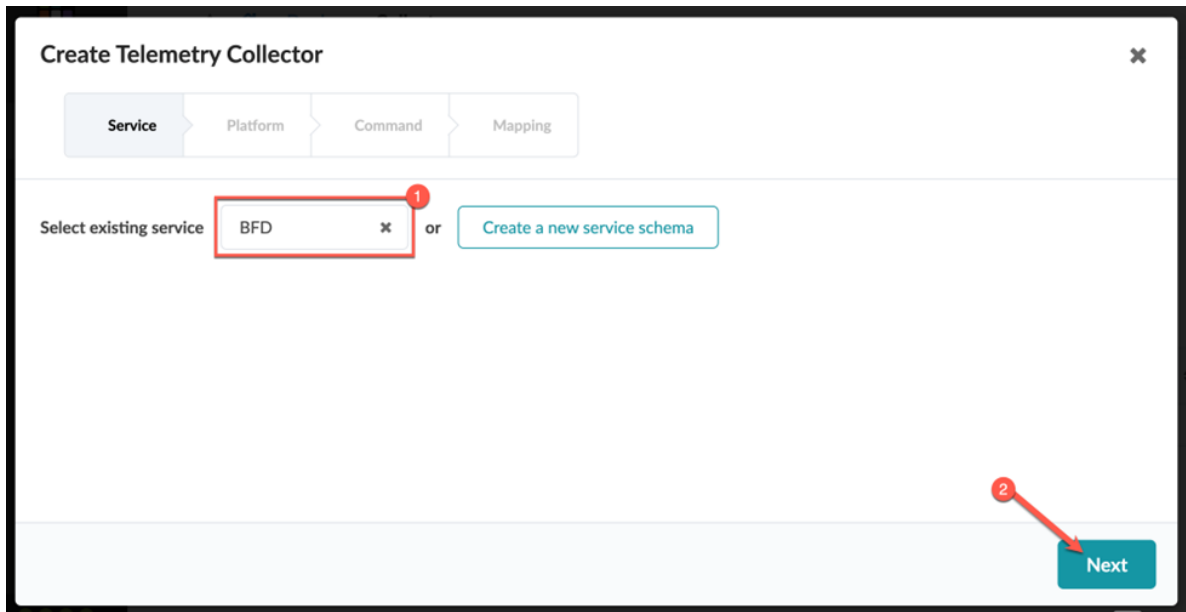 Create Telemetry Collector
Service Platform Command Mapping
1
Select existing service BFD or Create a new service schema
2
Next